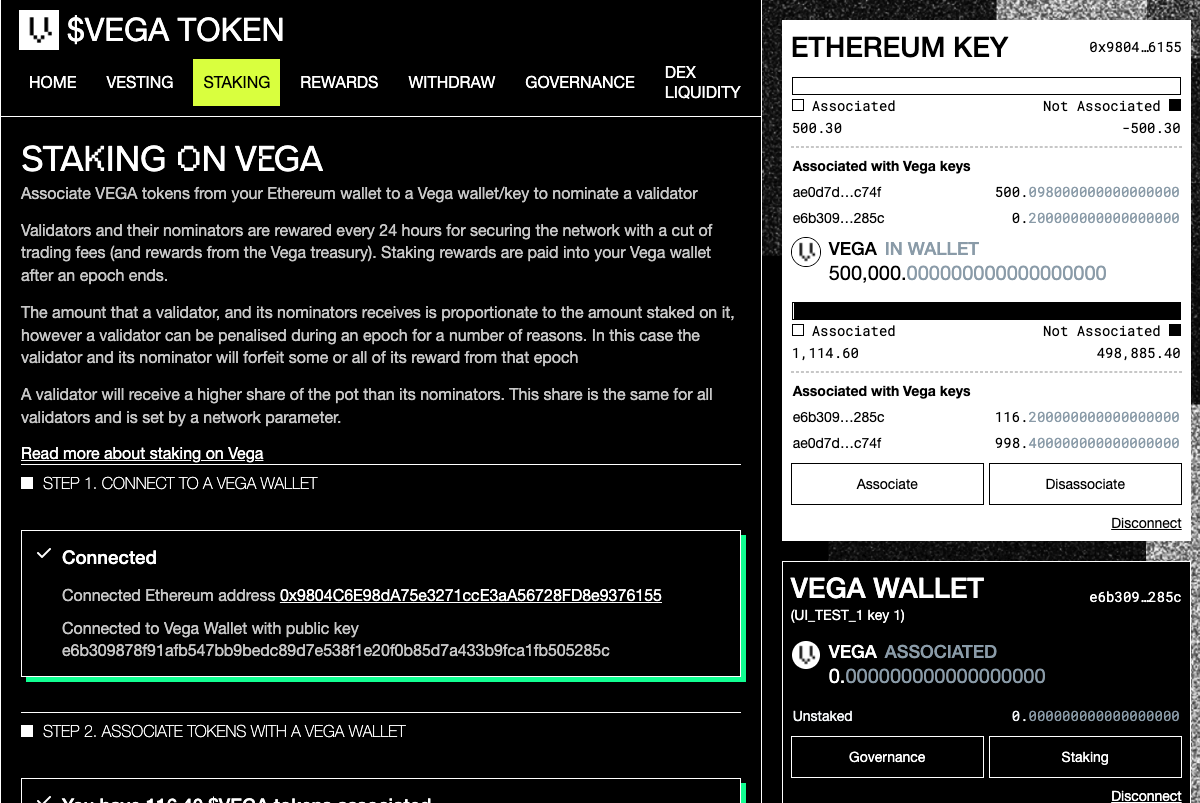 $VEGA TOKEN
HOME VESTING STAKING REWARDS WITHDRAW GOVERNANCE DEX LIQUIDITY
STAKING ON VEGA
Associate VEGA tokens from your Ethereum wallet to a Vega wallet/key to nominate a validator
Validators and their nominators are rewared every 24 hours for securing the network with a cut of
trading fees (and rewards from the Vega treasury). Staking rewards are paid into your Vega wallet
after an epoch ends.
The amount that a validator, and its nominators receives is proportionate to the amount staked on it,
however a validator can be penalised during an epoch for a number of reasons. In this case the
validator and its nominator will forfeit some or all of its reward from that epoch
A validator will receive a higher share of the pot than its nominators. This share is the same for all
validators and is set by a network parameter.
Read more about staking on Vega
STEP 1. CONNECT TO A VEGA WALLET
Connected
Connected Ethereum address 0x9804C6E98dA75e3271ccE3aA56728FD8e9376155
Connected to Vega Wallet with public key
e6b309878f91afb547bb9bedc89d7e538f1e20f0b85d7a433b9fca1fb505285c
STEP 2. ASSOCIATE TOKENS WITH A VEGA WALLET
You have 116.40 $VEGA tokens associated
ETHEREUM KEY 0x9804…6155
Associated Not Associated
500.30 -500.30
Associated with Vega keys
ae0d7d…c74f 500.098000000000000000
e6b309…285c 0.200000000000000000
VEGA IN WALLET
500,000.000000000000000000
Associated Not Associated
1,114.60 498,885.40
Associated with Vega keys
e6b309…285c 116.200000000000000000
ae0d7d…c74f 998.400000000000000000
Associate Disassociate
Disconnect
VEGA WALLET e6b309…285c
(UI_TEST_1 key 1)
VEGA ASSOCIATED
0.000000000000000000
Unstaked 0.000000000000000000
Governance Staking
Disconnect